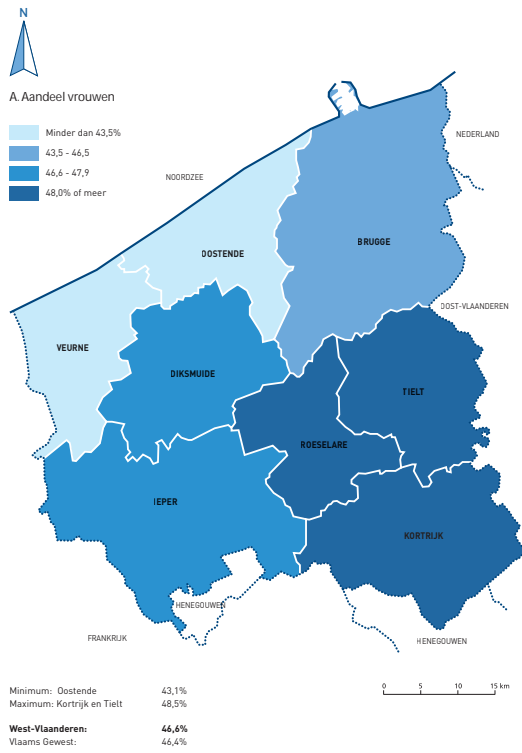 N
A. Aandeel vrouwen
Minder dan 43,5%
43,5 - 46,5
46,6 - 47,9
48,0% of meer
NEDERLAND
NOORDZEE
BRUGGE
OOSTENDE
OOST-VLAANDEREN
VEURNE
DIKSMUIDE
TIELT
ROESELARE
IEPER
KORTRIJK
HENEGOUWEN
FRANKRIJK
HENEGOUWEN
0 5 10 15 km
Minimum: Oostende 43,1%
Maximum: Kortrijk en Tielt 48,5%
West-Vlaanderen: 46,6%
Vlaams Gewest: 46,4%